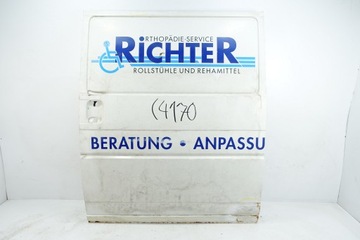 ORTHOPÄDIE-SERVICE
RiCHTER
ROLLSTÜHLE UND REHAMITTEL
(4170
BERATUNG • ANPASSU